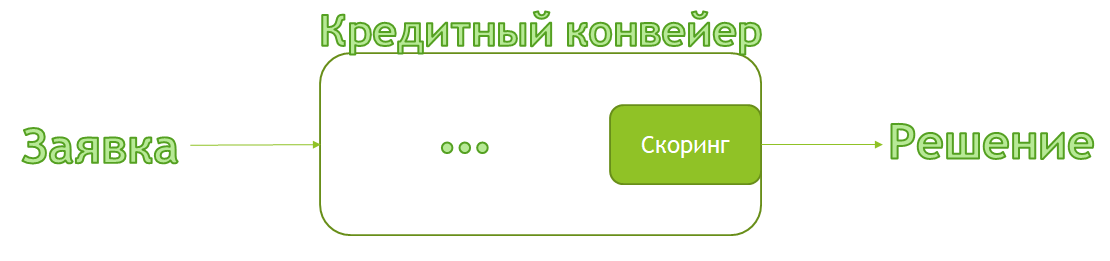 Кредитный конвейер
Заявка
Скоринг
Решение